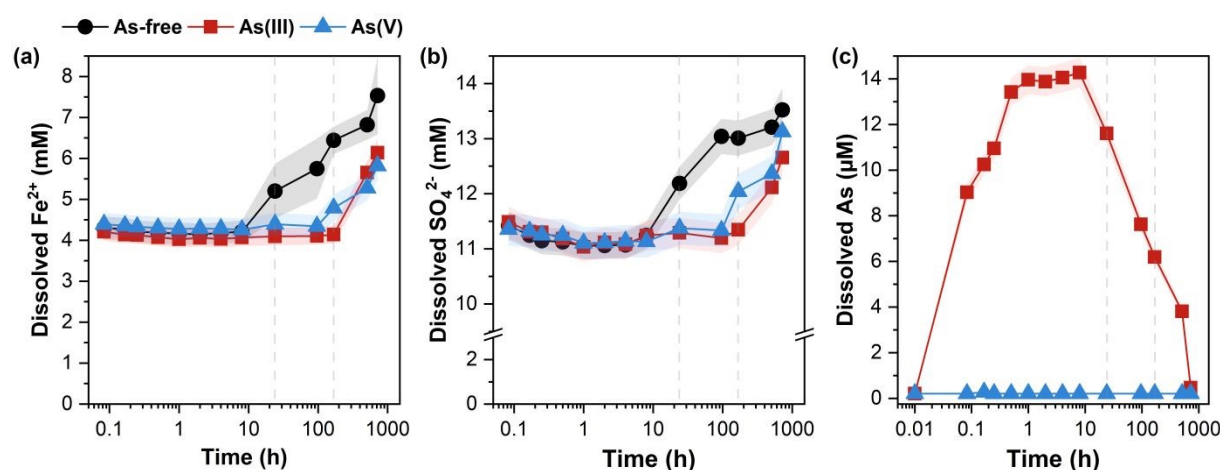 As-free As(III) As(V)
(a)
Dissolved Fe²⁺ (mM)
8
7
6
5
4
3
2
1
0
0.1 1 10 100 1000
Time (h)
(b)
Dissolved SO₄²⁻ (mM)
14
13
12
11
10
2
0
0.1 1 10 100 1000
Time (h)
(c)
Dissolved As (µM)
14
12
10
8
6
4
2
0
0.01 0.1 1 10 100 1000
Time (h)